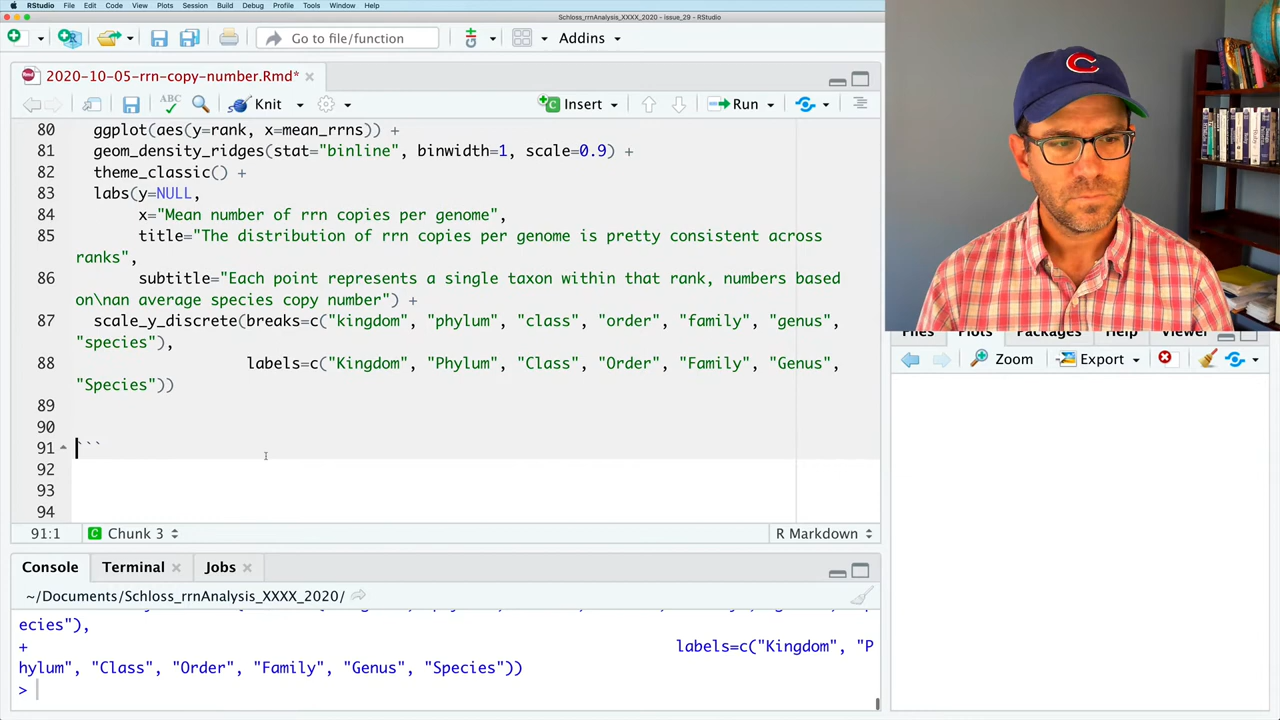 RStudio File Edit Code View Plots Session Build Debug Profile Tools Window Help
Schloss_rrnAnalysis_XXXX_2020 - issue_29 - RStudio
Go to file/function Addins
2020-10-05-rrn-copy-number.Rmd*
ABC Knit Insert Run
80 ggplot(aes(y=rank, x=mean_rrns)) +
81 geom_density_ridges(stat="binline", binwidth=1, scale=0.9) +
82 theme_classic() +
83 labs(y=NULL,
84 x="Mean number of rrn copies per genome",
85 title="The distribution of rrn copies per genome is pretty consistent across
ranks",
86 subtitle="Each point represents a single taxon within that rank, numbers based
on\nan average species copy number") +
87 scale_y_discrete(breaks=c("kingdom", "phylum", "class", "order", "family", "genus",
"species"),
88 labels=c("Kingdom", "Phylum", "Class", "Order", "Family", "Genus",
"Species"))
89
90
91 ```
92
93
94
91:1 Chunk 3 R Markdown
Files Plots Packages Help Viewer
Zoom Export
Console Terminal Jobs
~/Documents/Schloss_rrnAnalysis_XXXX_2020/
ecies"),
+ labels=c("Kingdom", "P
hylum", "Class", "Order", "Family", "Genus", "Species"))
>